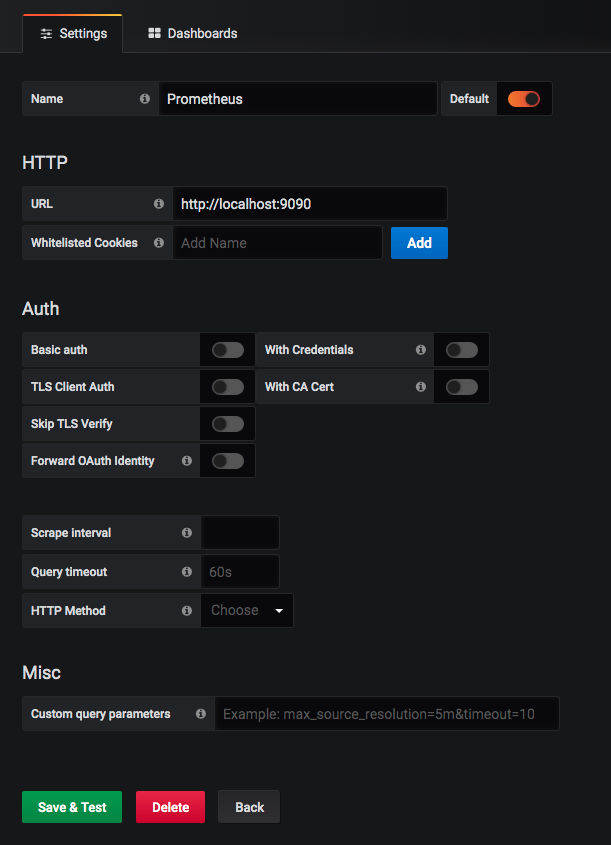 Settings Dashboards
Name Prometheus Default
HTTP
URL http://localhost:9090
Whitelisted Cookies Add Name Add
Auth
Basic auth With Credentials
TLS Client Auth With CA Cert
Skip TLS Verify
Forward OAuth Identity
Scrape interval
Query timeout 60s
HTTP Method Choose
Misc
Custom query parameters Example: max_source_resolution=5m&timeout=10
Save & Test Delete Back